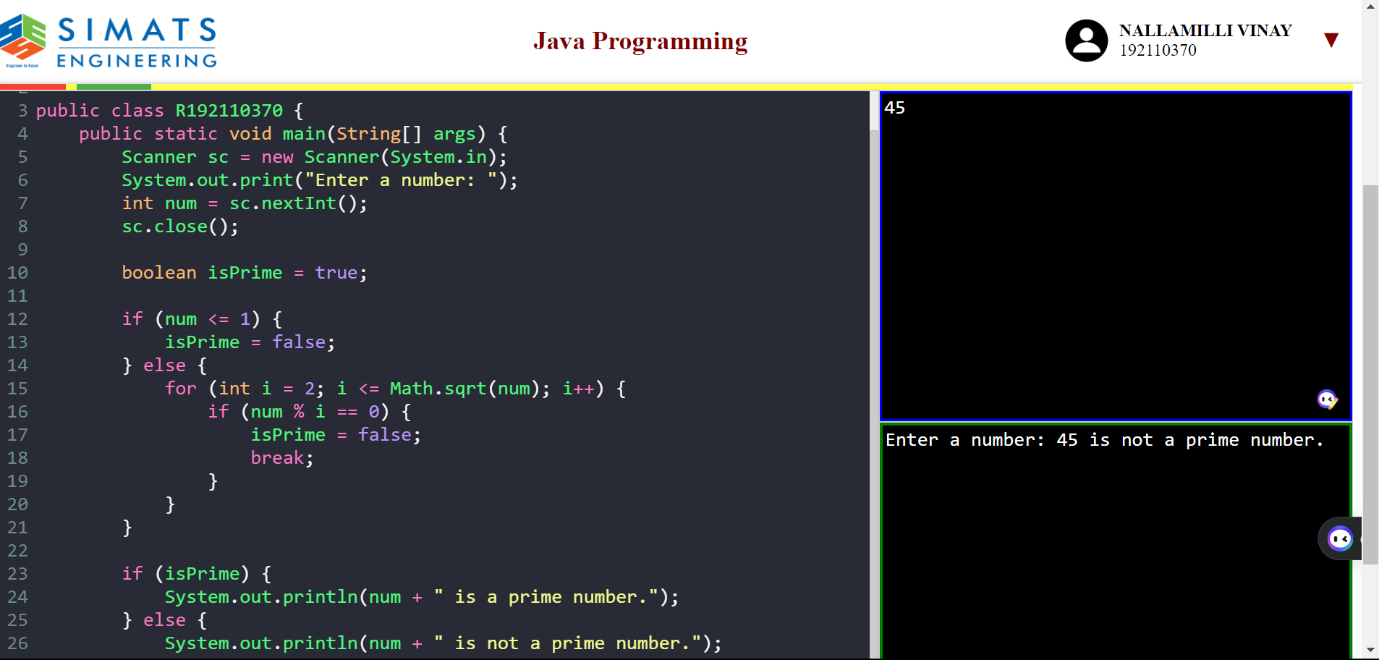 SIMATS
ENGINEERING
Engineer to Excel
Java Programming
NALLAMILLI VINAY
192110370
▼
3 public class R192110370 {
4     public static void main(String[] args) {
5         Scanner sc = new Scanner(System.in);
6         System.out.print("Enter a number: ");
7         int num = sc.nextInt();
8         sc.close();
9
10         boolean isPrime = true;
11
12         if (num <= 1) {
13             isPrime = false;
14         } else {
15             for (int i = 2; i <= Math.sqrt(num); i++) {
16                 if (num % i == 0) {
17                     isPrime = false;
18                     break;
19                 }
20             }
21         }
22
23         if (isPrime) {
24             System.out.println(num + " is a prime number.");
25         } else {
26             System.out.println(num + " is not a prime number.");
45
Enter a number: 45 is not a prime number.